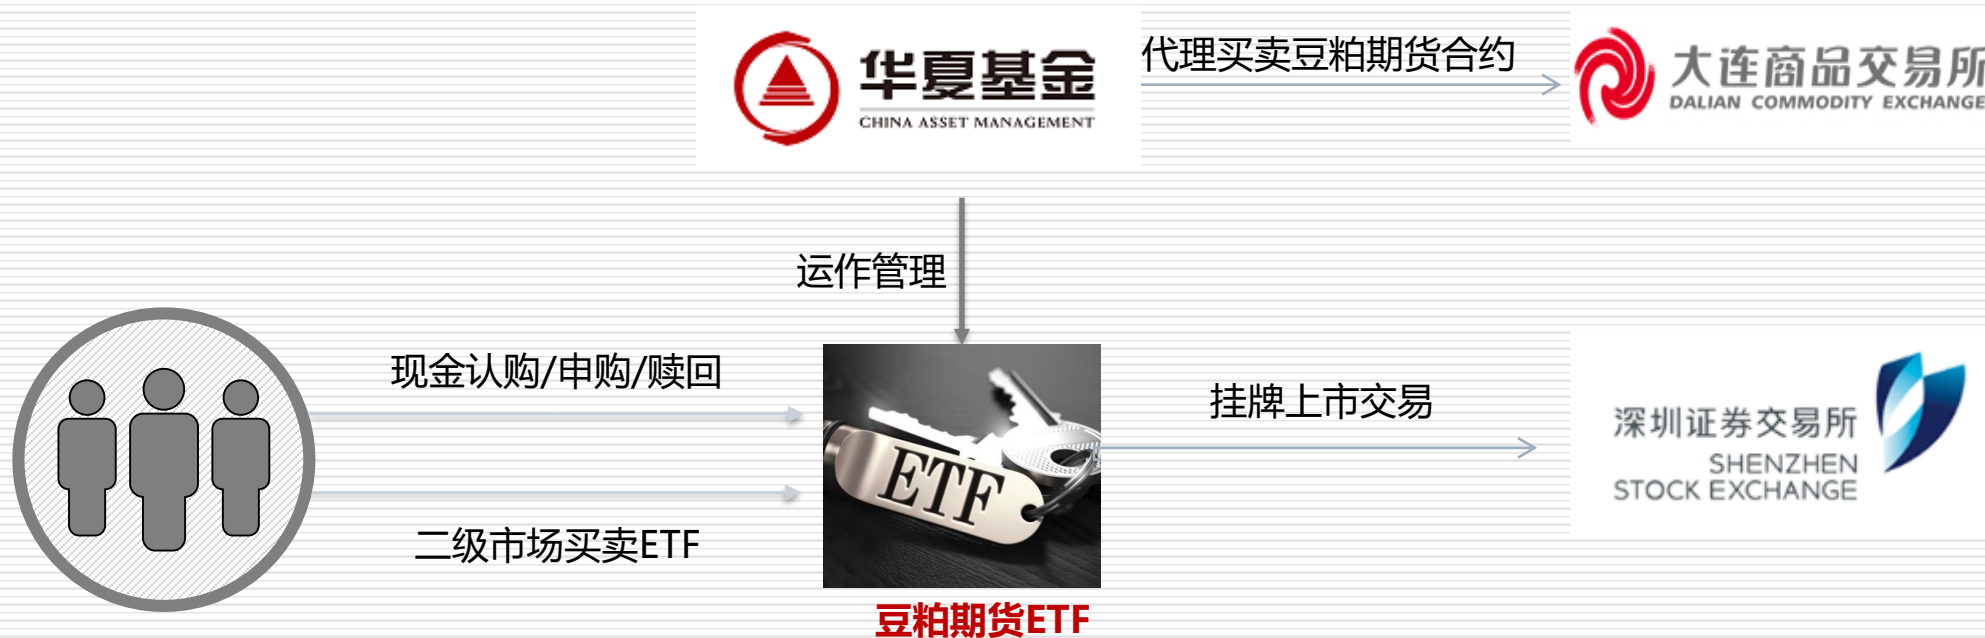 华夏基金
CHINA ASSET MANAGEMENT
代理买卖豆粕期货合约
大连商品交易所
DALIAN COMMODITY EXCHANGE
运作管理
现金认购/申购/赎回
二级市场买卖ETF
ETF
豆粕期货ETF
挂牌上市交易
深圳证券交易所
SHENZHEN
STOCK EXCHANGE